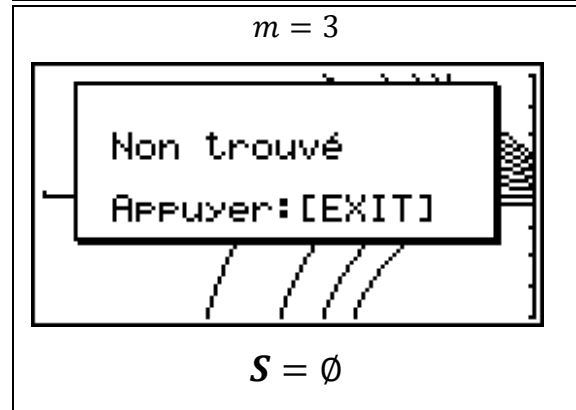 m = 3
Non trouvé
Appuyer:[EXIT]
S = ∅